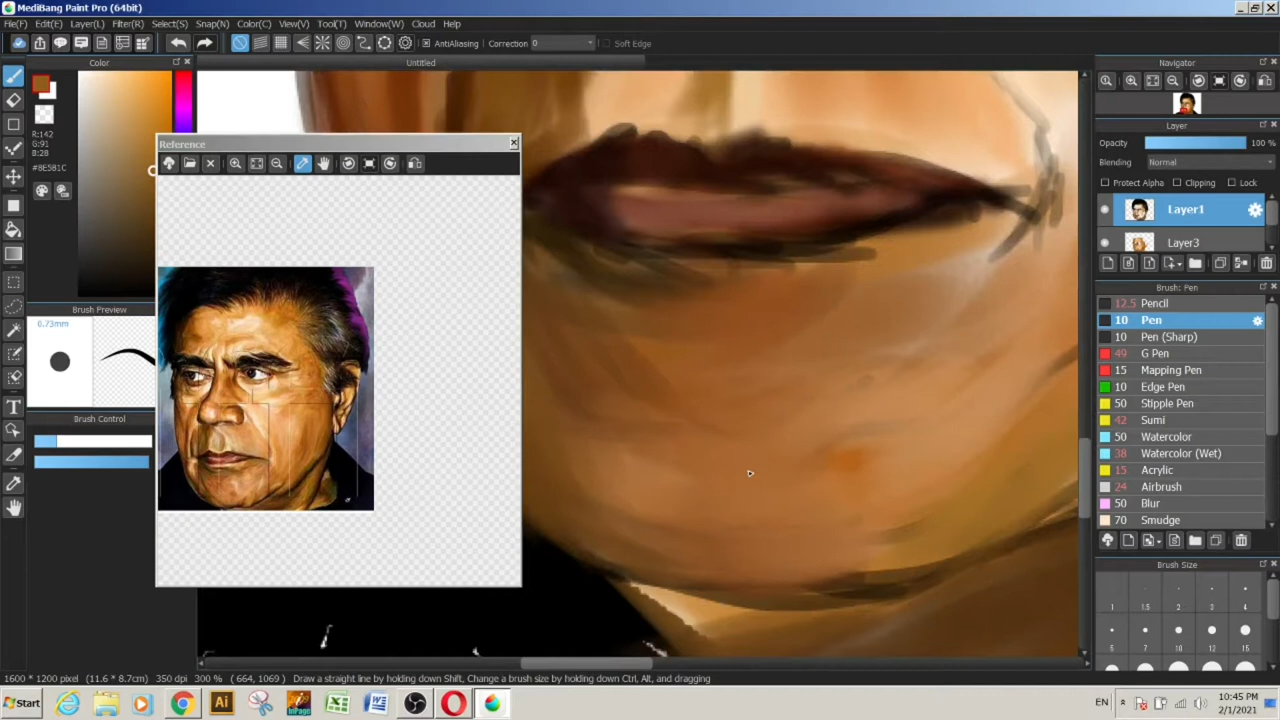 MediBang Paint Pro (64bit)
File(F) Edit(E) Layer(L) Filter(R) Select(S) Snap(N) Color(C) View(V) Tool(T) Window(W) Cloud Help
AntiAliasing Correction 0 Soft Edge
Color
Untitled
Navigator
R:142
G:91
B:28
#8E5B1C
Reference
Layer
Opacity 100 %
Blending Normal
Protect Alpha Clipping Lock
Layer1
Layer3
Brush: Pen
12.5 Pencil
10 Pen
10 Pen (Sharp)
49 G Pen
15 Mapping Pen
10 Edge Pen
50 Stipple Pen
42 Sumi
50 Watercolor
38 Watercolor (Wet)
15 Acrylic
24 Airbrush
50 Blur
70 Smudge
Brush Preview
0.73mm
Brush Control
Brush Size
1 1.5 2 3 4
5 7 10 12 15
1600 * 1200 pixel (11.6 * 8.7cm) 350 dpi 300 % ( 664, 1069 ) Draw a straight line by holding down Shift, Change a brush size by holding down Ctrl, Alt, and dragging
Start
EN
10:45 PM
2/1/2021